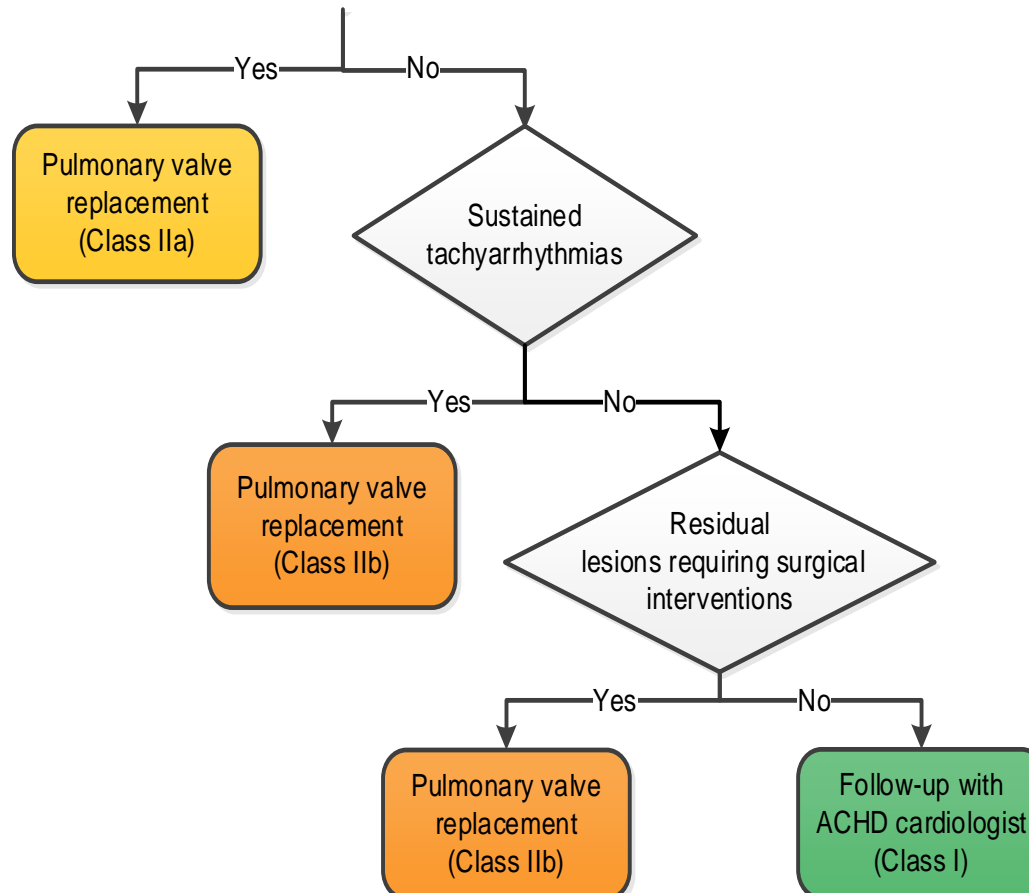 Yes
No
Pulmonary valve
replacement
(Class IIa)
Sustained
tachyarrhythmias
Yes
No
Pulmonary valve
replacement
(Class IIb)
Residual
lesions requiring surgical
interventions
Yes
No
Pulmonary valve
replacement
(Class IIb)
Follow-up with
ACHD cardiologist
(Class I)